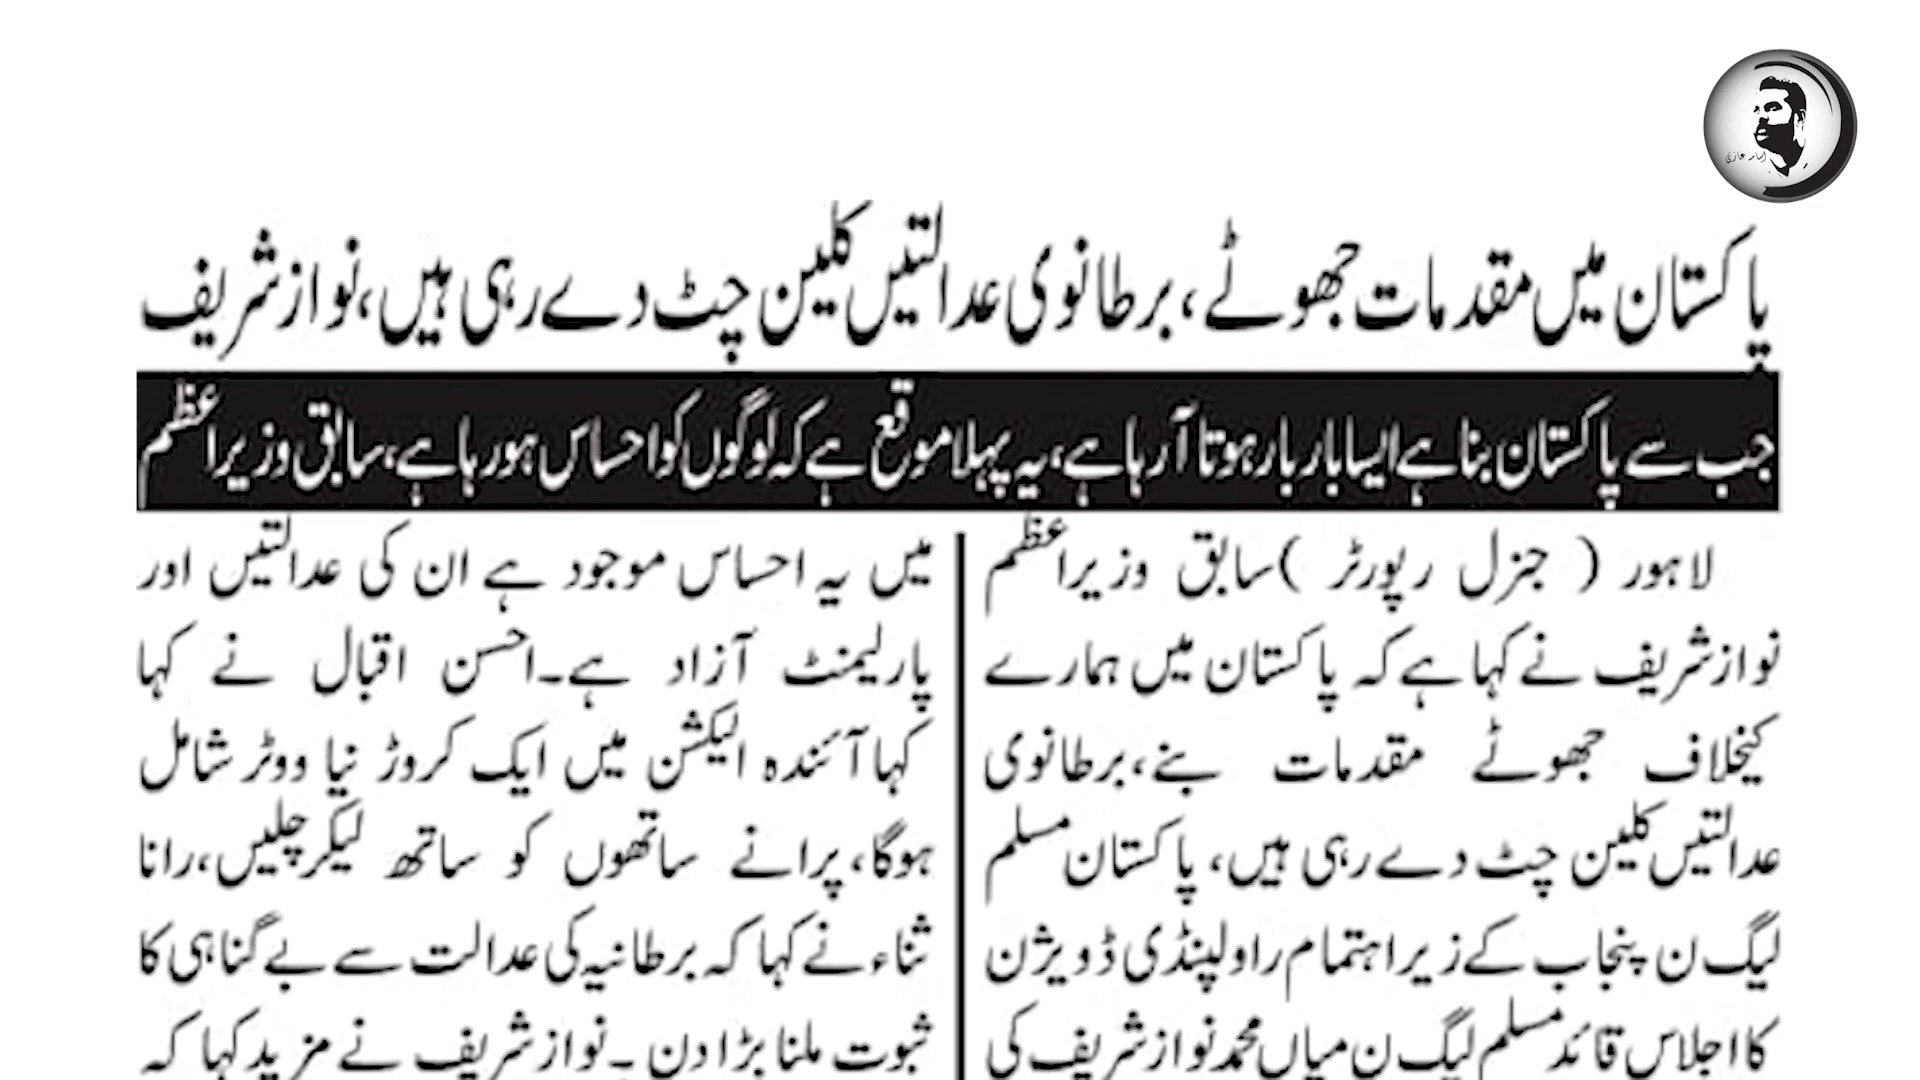 اسامہ غازی
پاکستان میں مقدمات جھوٹے، برطانوی عدالتیں کلین چٹ دے رہی ہیں، نواز شریف
جب سے پاکستان بنا ہے ایسا بار بار ہوتا آ رہا ہے، یہ پہلا موقع ہے کہ لوگوں کو احساس ہو رہا ہے، سابق وزیراعظم
لاہور ( جنرل رپورٹر ) سابق وزیراعظم
نواز شریف نے کہا ہے کہ پاکستان میں ہمارے
کیخلاف جھوٹے مقدمات بنے، برطانوی
عدالتیں کلین چٹ دے رہی ہیں، پاکستان مسلم
لیگ ن پنجاب کے زیر اہتمام راولپنڈی ڈویژن
کا اجلاس قائد مسلم لیگ ن میاں محمد نواز شریف کی
میں یہ احساس موجود ہے ان کی عدالتیں اور
پارلیمنٹ آزاد ہے۔ احسن اقبال نے کہا
کہا آئندہ الیکشن میں ایک کروڑ نیا ووٹر شامل
ہوگا، پرانے ساتھوں کو ساتھ لیکر چلیں، رانا
ثناء نے کہا کہ برطانیہ کی عدالت سے بے گناہی کا
ثبوت ملنا بڑا دن ۔ نواز شریف نے مزید کہا کہ